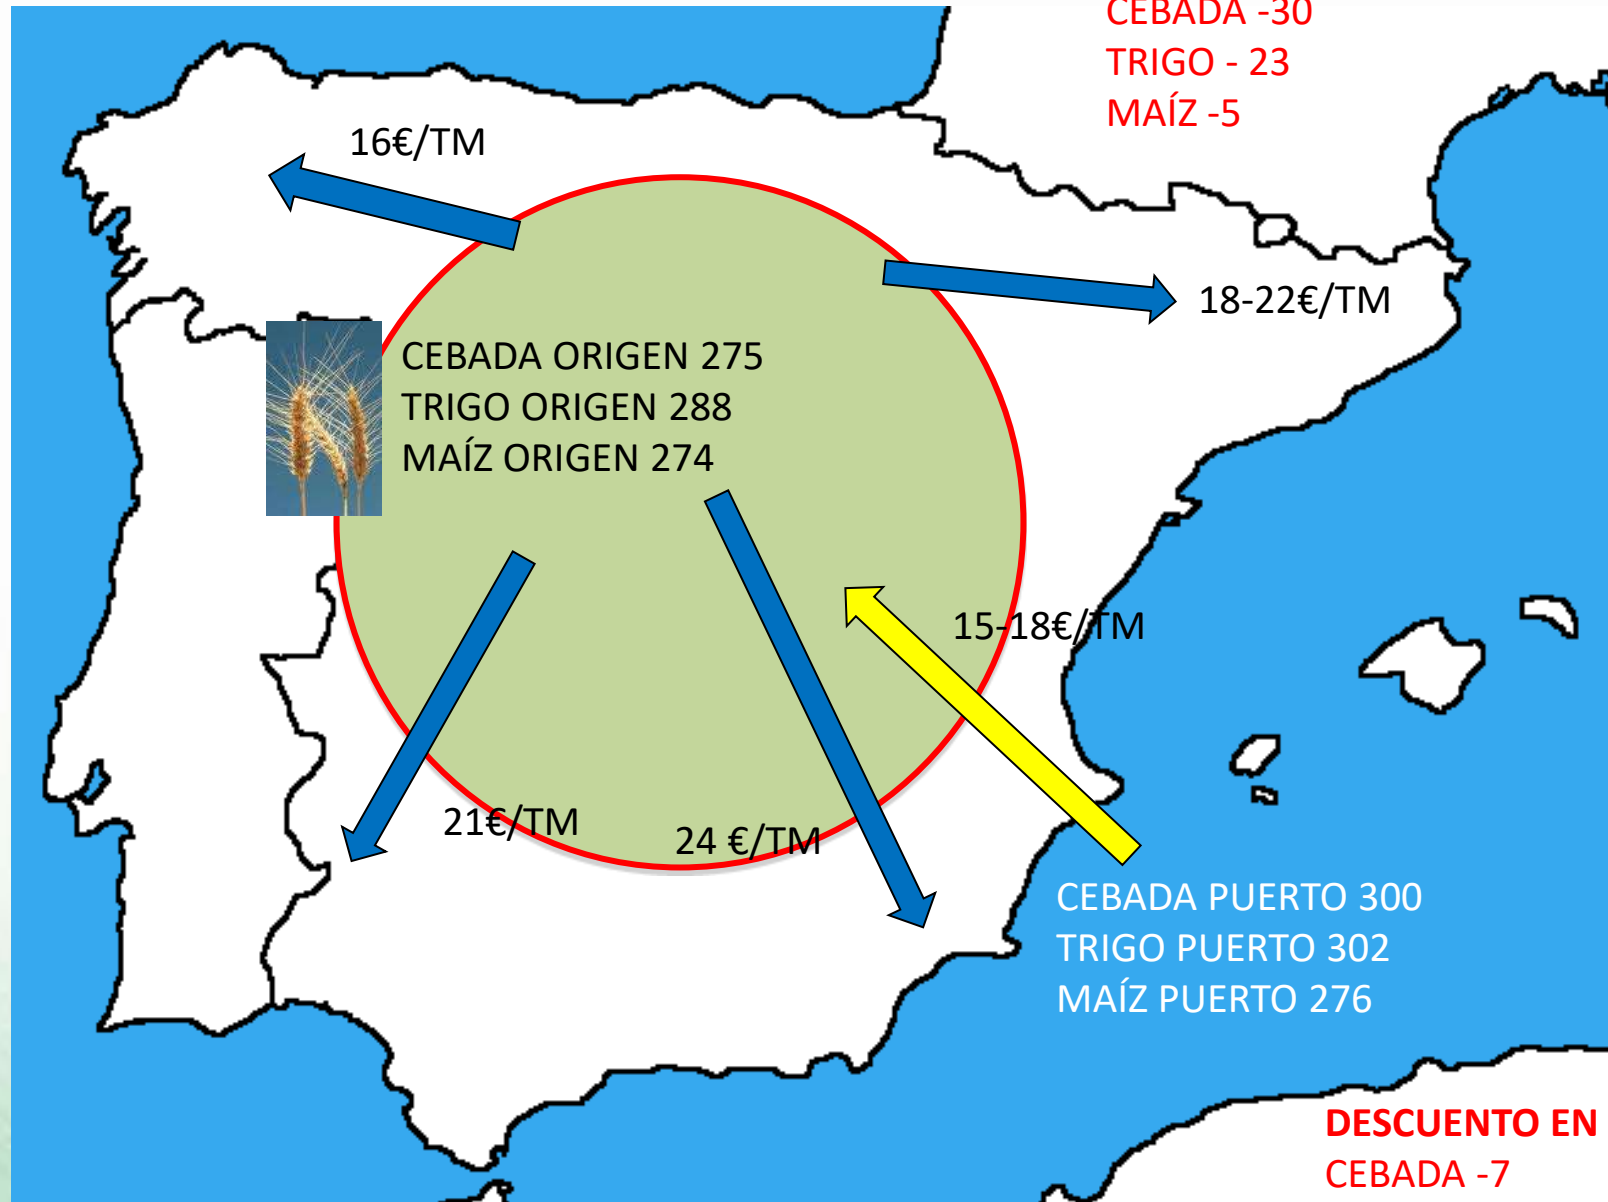 CEBADA -30
TRIGO - 23
MAÍZ -5
16€/TM
18-22€/TM
CEBADA ORIGEN 275
TRIGO ORIGEN 288
MAÍZ ORIGEN 274
15-18€/TM
21€/TM
24 €/TM
CEBADA PUERTO 300
TRIGO PUERTO 302
MAÍZ PUERTO 276
DESCUENTO EN
CEBADA -7